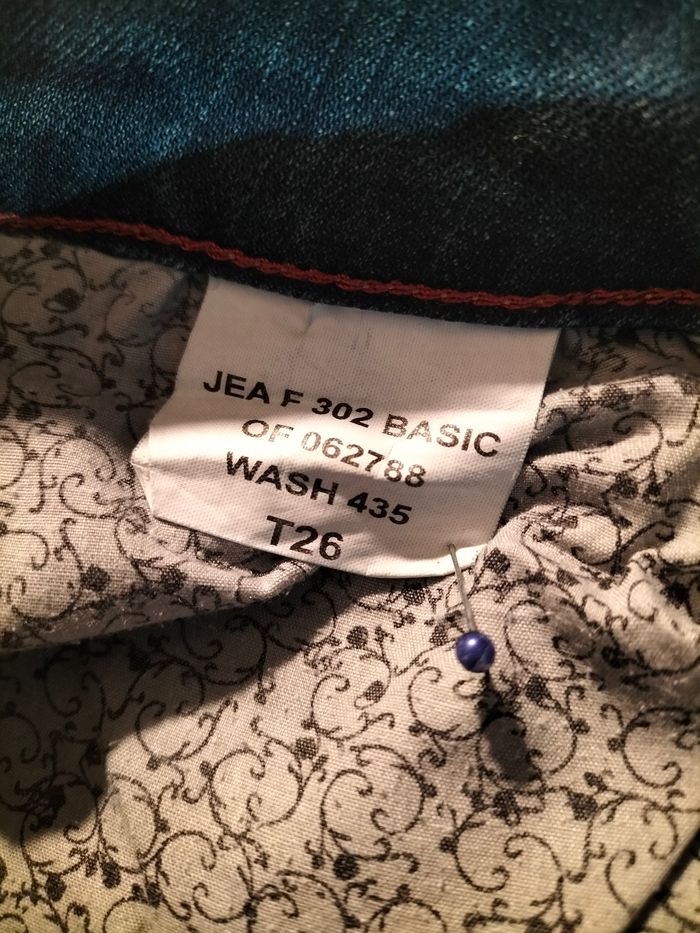 JEA F 302 BASIC
OF 062788
WASH 435
T26